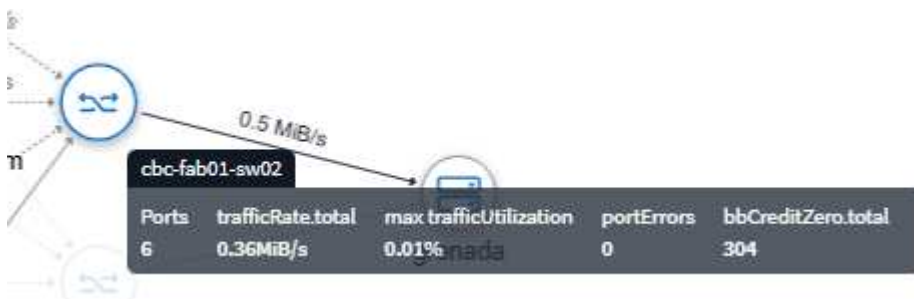 s
0.5 MiB/s
m
cbc-fab01-sw02
Ports trafficRate.total max trafficUtilization portErrors bbCreditZero.total
6 0.36MiB/s 0.01% 0 304